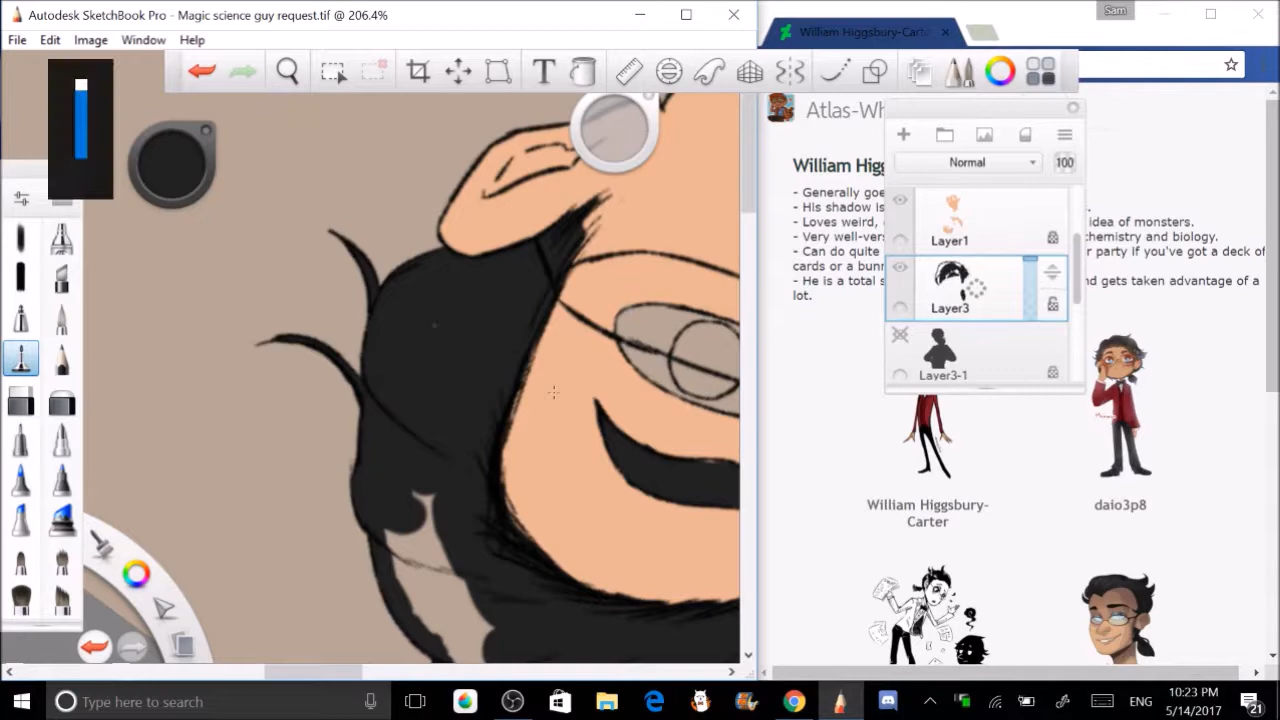 Autodesk SketchBook Pro - Magic science guy request.tif @ 206.4%
Sam
William Higgsbury-Carte
File Edit Image Window Help
Atlas-Wh
Normal 100
William Higg
- Generally goe
- His shadow is
- Loves weird, idea of monsters.
- Very well-vers chemistry and biology.
- Can do quite r party if you've got a deck of
cards or a bunn
- He is a total s nd gets taken advantage of a
lot.
Layer1
Layer3
Layer3-1
William Higgsbury-
Carter
daio3p8
Type here to search
ENG
10:23 PM
5/14/2017
21